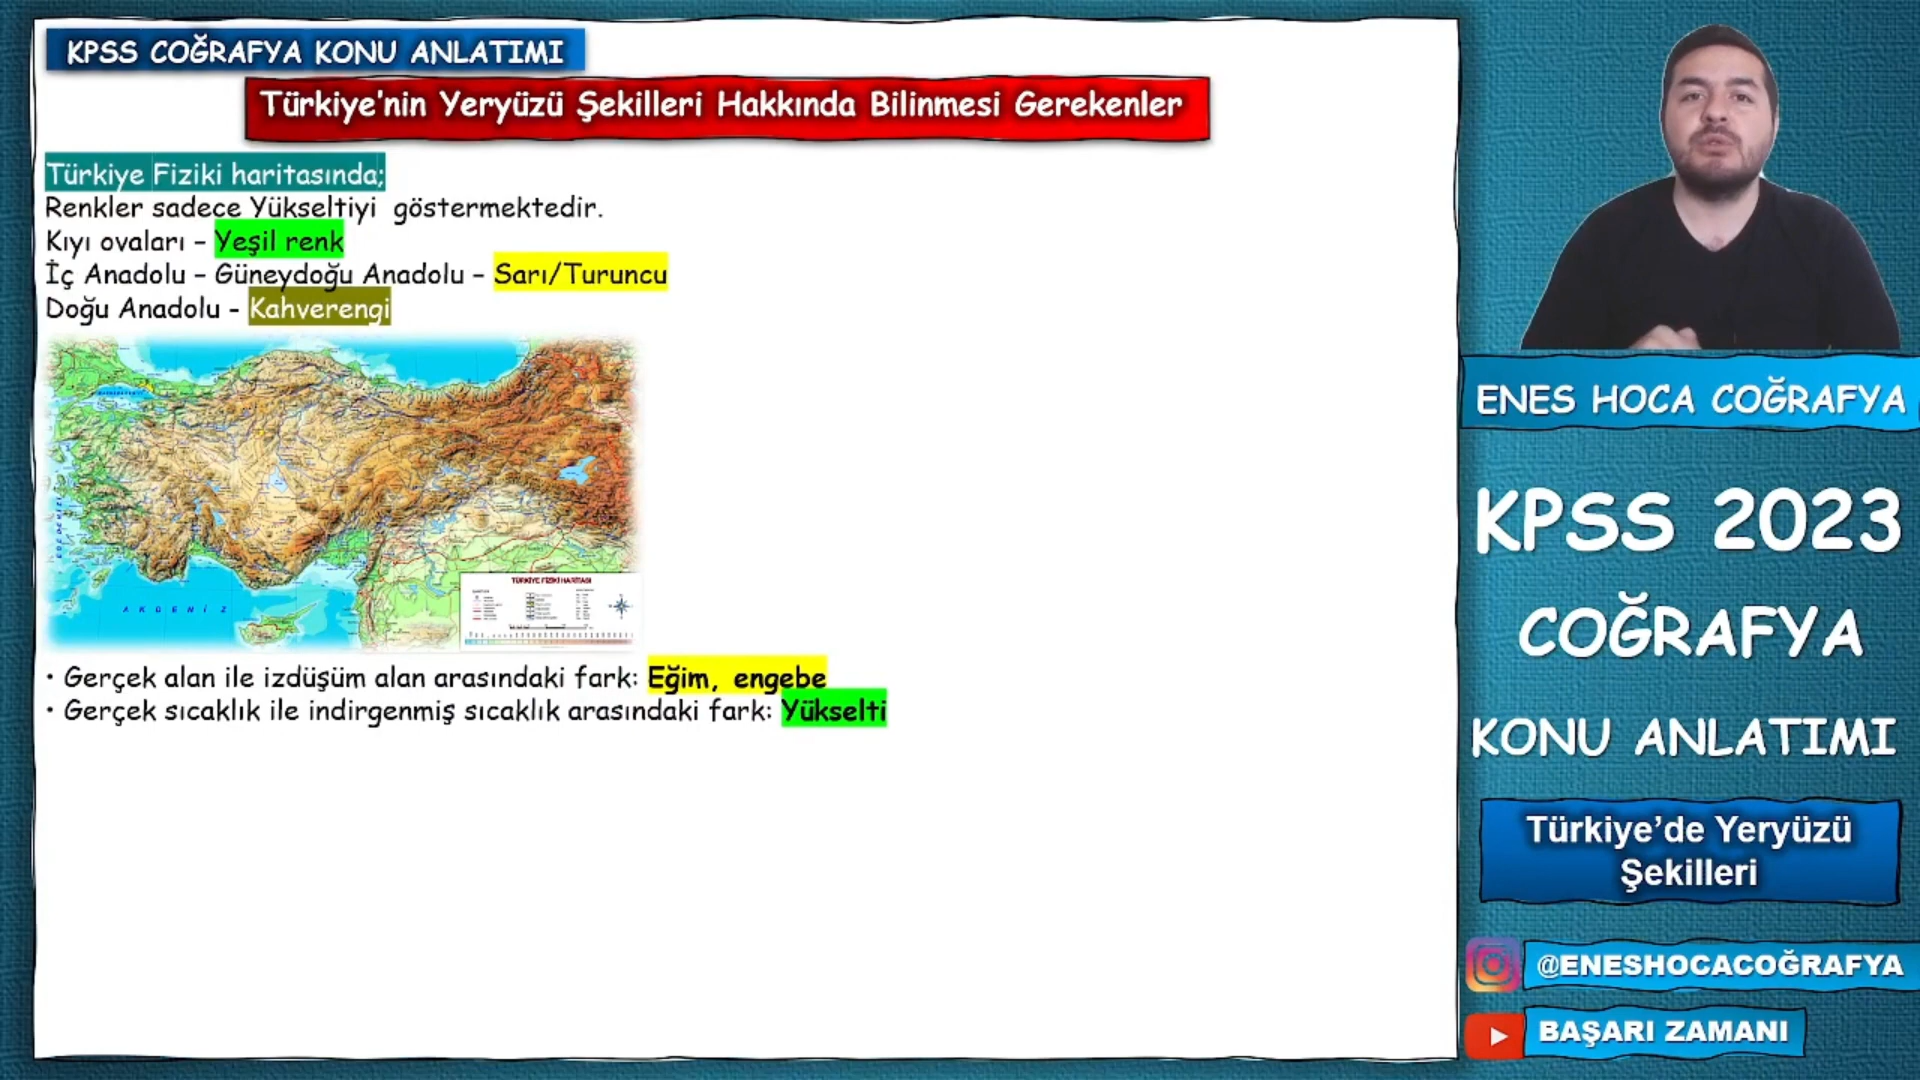 KPSS COĞRAFYA KONU ANLATIMI
Türkiye'nin Yeryüzü Şekilleri Hakkında Bilinmesi Gerekenler
Türkiye Fiziki haritasında;
Renkler sadece Yükseltiyi göstermektedir.
Kıyı ovaları – Yeşil renk
İç Anadolu – Güneydoğu Anadolu – Sarı/Turuncu
Doğu Anadolu - Kahverengi
AKDENİZ
TÜRKİYE FİZİKİ HARİTASI
• Gerçek alan ile izdüşüm alan arasındaki fark: Eğim, engebe
• Gerçek sıcaklık ile indirgenmiş sıcaklık arasındaki fark: Yükselti
ENES HOCA COĞRAFYA
KPSS 2023
COĞRAFYA
KONU ANLATIMI
Türkiye’de Yeryüzü
Şekilleri
@ENESHOCACOĞRAFYA
BAŞARI ZAMANI